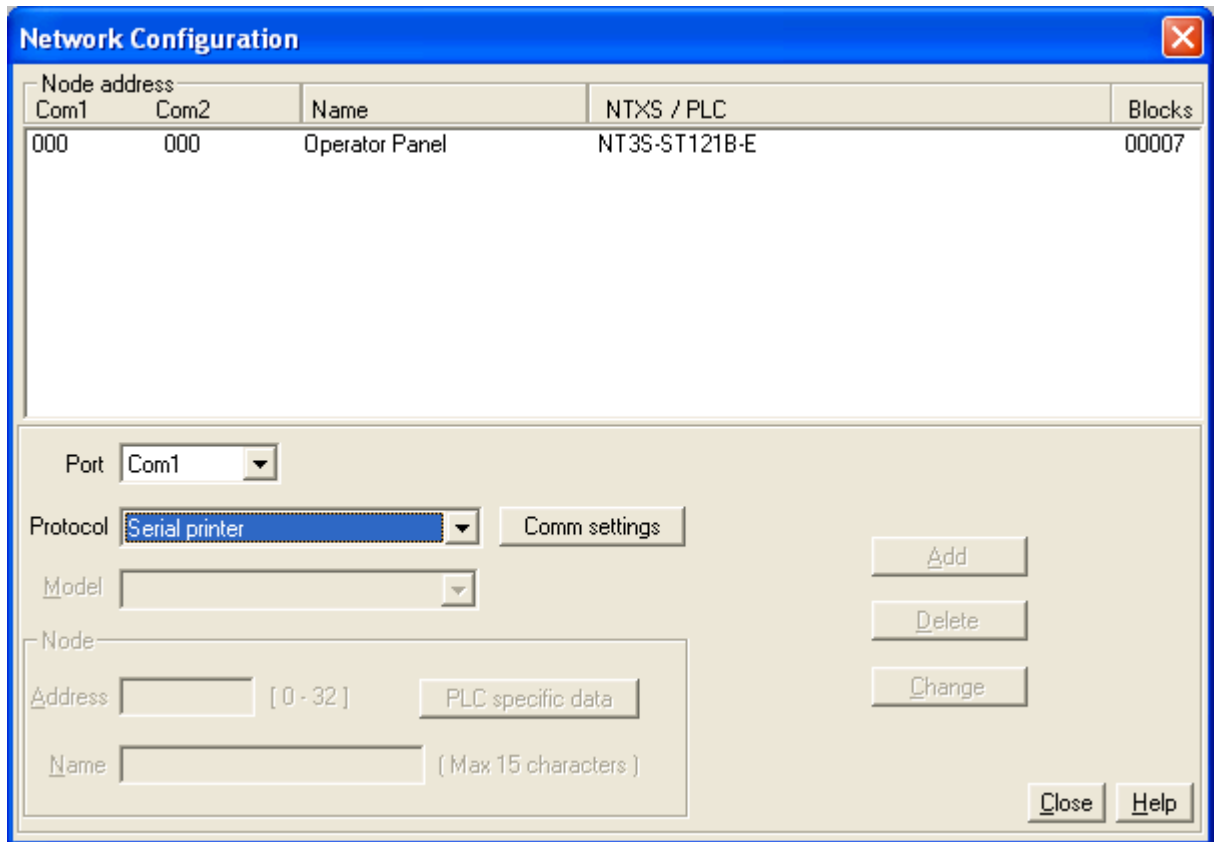 Network Configuration
Node address
Com1 Com2 Name NTXS / PLC Blocks
000 000 Operator Panel NT3S-ST121B-E 00007
Port Com1
Protocol Serial printer Comm settings
Add
Model
Delete
Node
Change
Address [ 0 - 32 ] PLC specific data
Name ( Max 15 characters )
Close Help